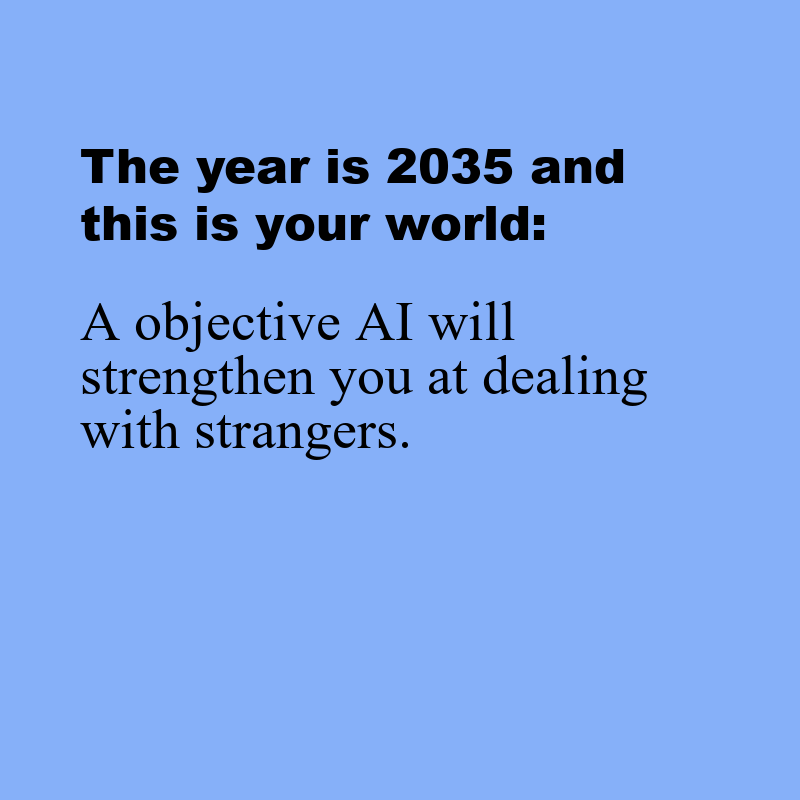 The year is 2035 and
this is your world:
A objective AI will
strengthen you at dealing
with strangers.